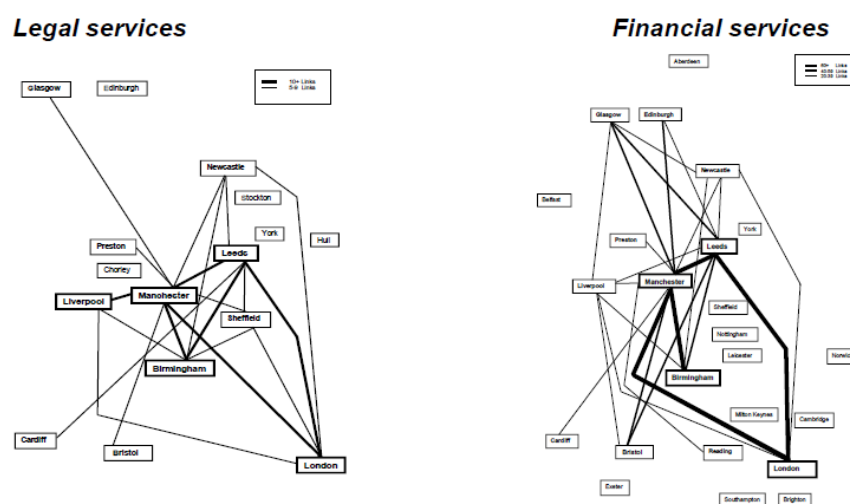 Legal services
Glasgow
Edinburgh
10+ Links
5-9 Links
Newcastle
Stockton
York
Hull
Preston
Leeds
Chorley
Liverpool
Manchester
Sheffield
Birmingham
Cardiff
Bristol
London
Financial services
Aberdeen
Glasgow
Edinburgh
Newcastle
Belfast
York
Preston
Leeds
Liverpool
Manchester
Sheffield
Nottingham
Leicester
Birmingham
Milton Keynes
Cambridge
Cardiff
Bristol
Reading
London
Exeter
Southampton
Brighton